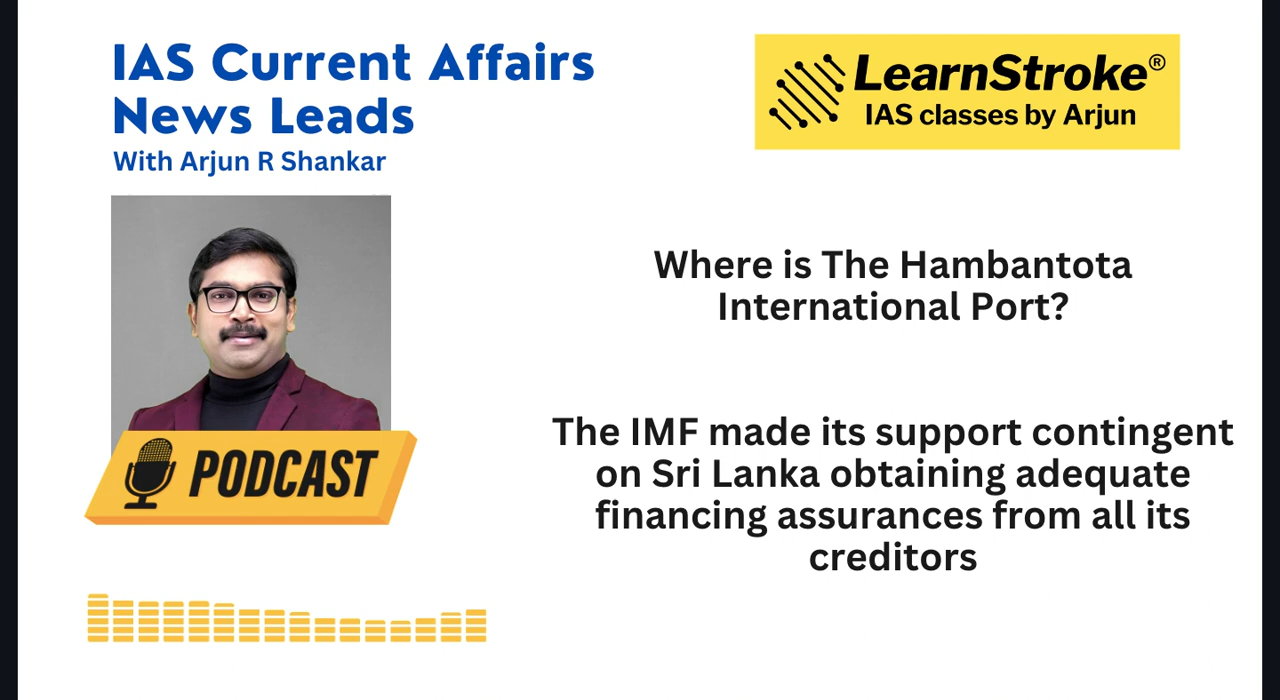 IAS Current Affairs
News Leads
With Arjun R Shankar
LearnStroke®
IAS classes by Arjun
PODCAST
Where is The Hambantota
International Port?
The IMF made its support contingent
on Sri Lanka obtaining adequate
financing assurances from all its
creditors